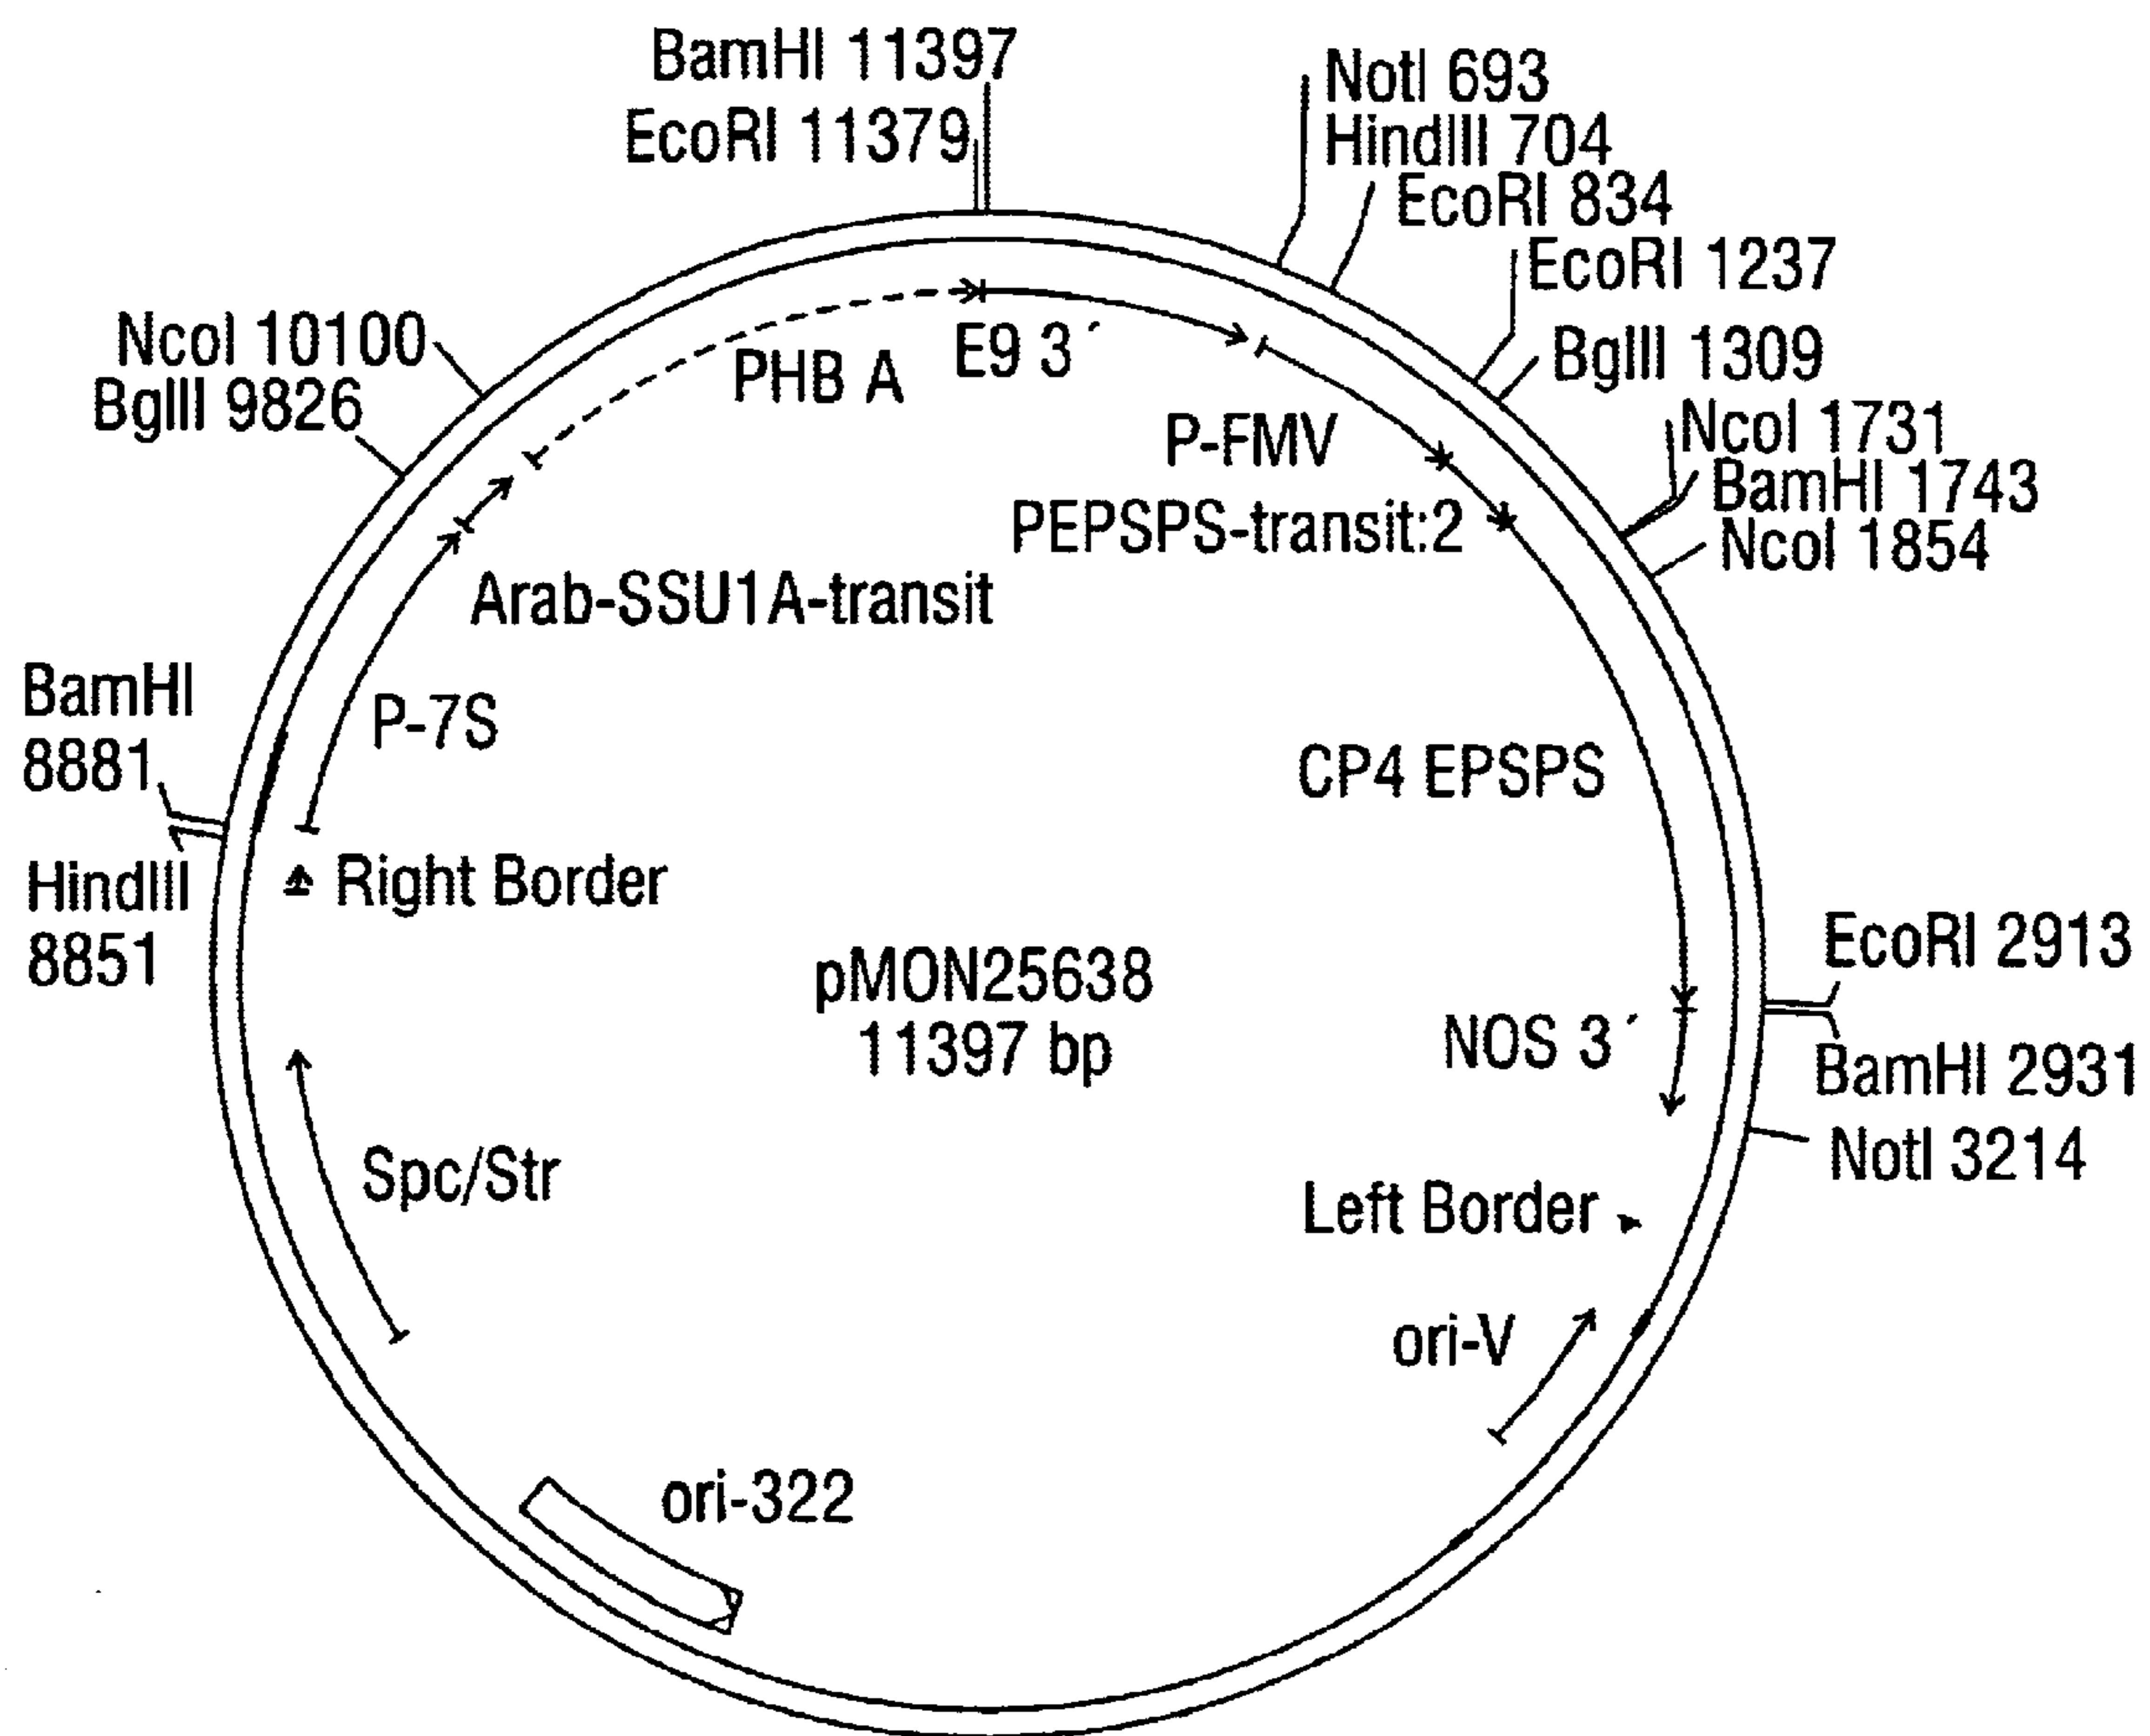 BamHI 11397
EcoRI 11379
NotI 693
HindIII 704
EcoRI 834
EcoRI 1237
BglII 1309
NcoI 1731
BamHI 1743
NcoI 1854
NcoI 10100
BglII 9826
PHB A
E9 3´
P-FMV
PEPSPS-transit:2
Arab-SSU1A-transit
P-7S
CP4 EPSPS
BamHI
8881
HindIII
8851
Right Border
pMON25638
11397 bp
EcoRI 2913
NOS 3´
BamHI 2931
NotI 3214
Spc/Str
Left Border
ori-V
ori-322